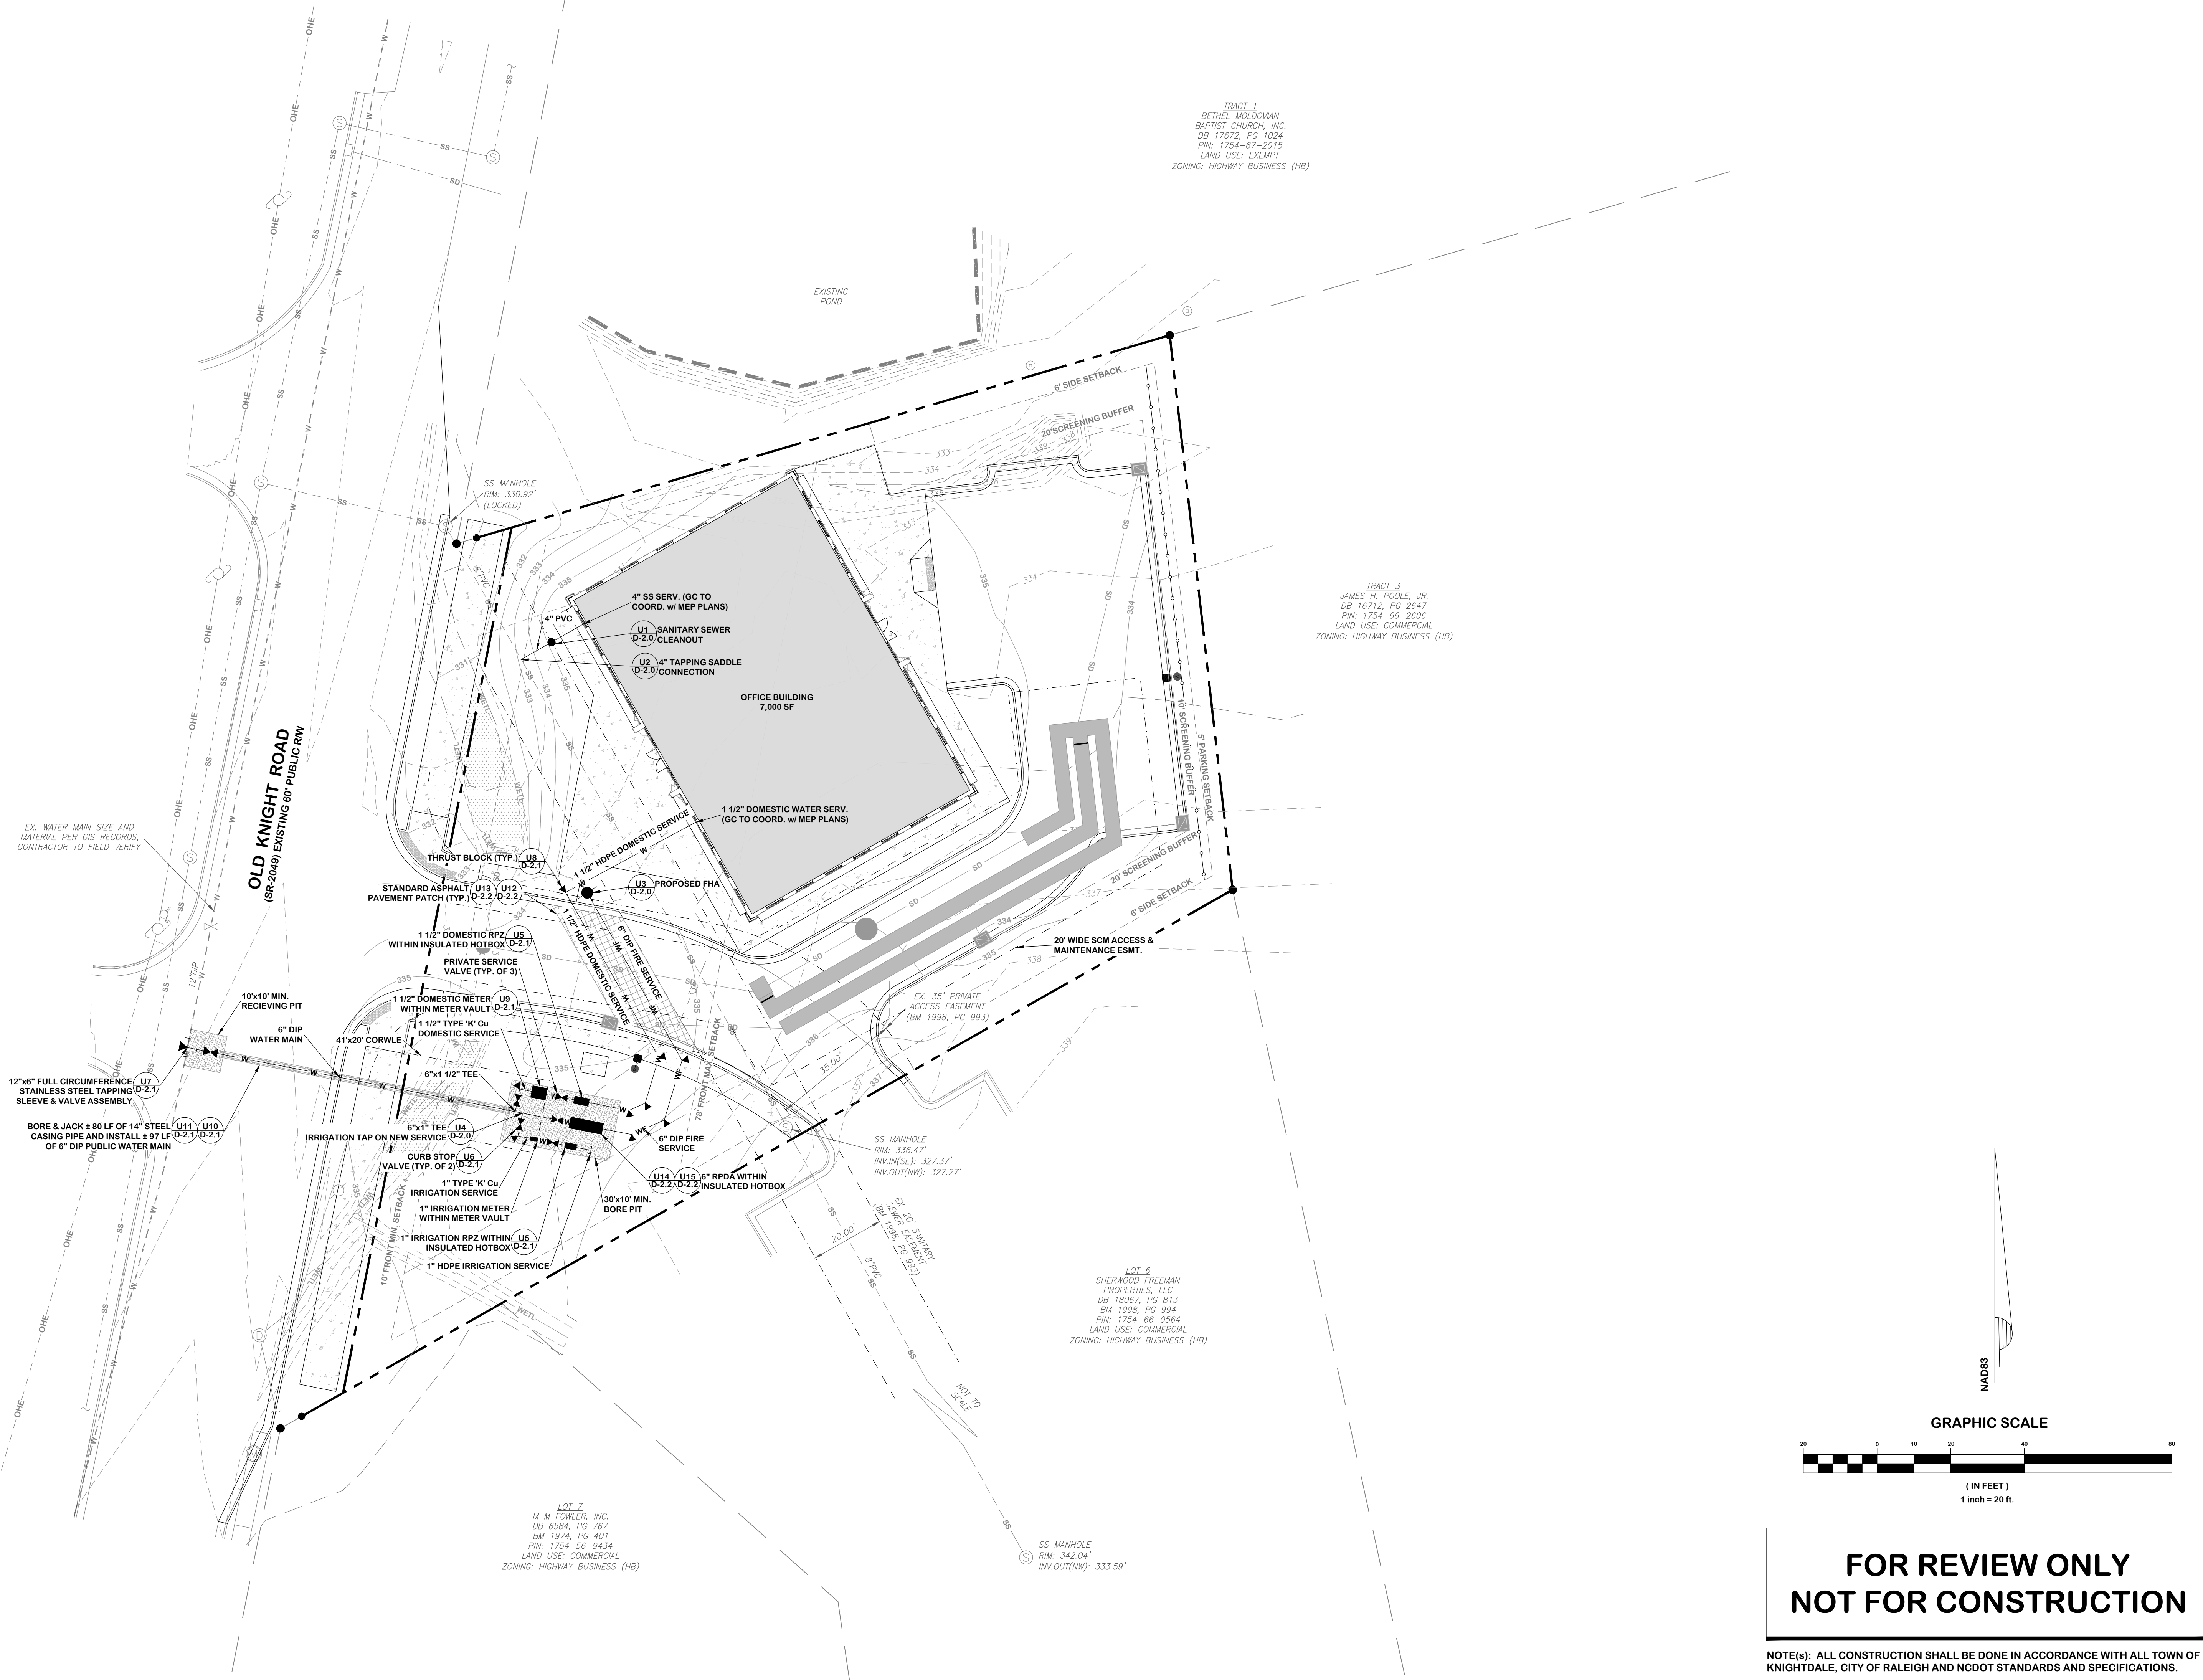 TRACT 1
BETHEL MOLDOVIAN
BAPTIST CHURCH, INC.
DB 17672, PG 1024
PIN: 1754-67-2015
LAND USE: EXEMPT
ZONING: HIGHWAY BUSINESS (HB)
EXISTING
POND
6' SIDE SETBACK
20' SCREENING BUFFER
SS MANHOLE
RIM: 330.92'
(LOCKED)
8"PVC
TRACT 3
JAMES H. POOLE, JR.
DB 16712, PG 2647
PIN: 1754-66-2606
LAND USE: COMMERCIAL
ZONING: HIGHWAY BUSINESS (HB)
4" SS SERV. (GC TO
COORD. w/ MEP PLANS)
4" PVC
U1 D-2.0 SANITARY SEWER
CLEANOUT
U2 D-2.0 4" TAPPING SADDLE
CONNECTION
OFFICE BUILDING
7,000 SF
10' SCREENING BUFFER
5' PARKING SETBACK
OLD KNIGHT ROAD
(SR-2049) EXISTING 60' PUBLIC R/W
EX. WATER MAIN SIZE AND
MATERIAL PER GIS RECORDS,
CONTRACTOR TO FIELD VERIFY
1 1/2" DOMESTIC WATER SERV.
(GC TO COORD. w/ MEP PLANS)
1 1/2" HDPE DOMESTIC SERVICE
THRUST BLOCK (TYP.) U8 D-2.1
STANDARD ASPHALT
PAVEMENT PATCH (TYP.) U13 D-2.2 U12 D-2.2
U3 D-2.0 PROPOSED FHA
20' SCREENING BUFFER
6' SIDE SETBACK
1 1/2" DOMESTIC RPZ
WITHIN INSULATED HOTBOX U5 D-2.1
1 1/2" HDPE DOMESTIC SERVICE
6" DIP FIRE SERVICE
20' WIDE SCM ACCESS &
MAINTENANCE ESMT.
PRIVATE SERVICE
VALVE (TYP. OF 3)
12"DIP
10'x10' MIN.
RECIEVING PIT
1 1/2" DOMESTIC METER
WITHIN METER VAULT U9 D-2.1
EX. 35' PRIVATE
ACCESS EASEMENT
(BM 1998, PG 993)
6" DIP
WATER MAIN
1 1/2" TYPE 'K' Cu
DOMESTIC SERVICE
41'x20' CORWLE
35.00'
78' FRONT MAX. SETBACK
12"x6" FULL CIRCUMFERENCE
STAINLESS STEEL TAPPING
SLEEVE & VALVE ASSEMBLY
U7 D-2.1
6"x1 1/2" TEE
BORE & JACK ± 80 LF OF 14" STEEL
CASING PIPE AND INSTALL ± 97 LF
OF 6" DIP PUBLIC WATER MAIN
U11 D-2.1 U10 D-2.1
6"x1" TEE
IRRIGATION TAP ON NEW SERVICE U4 D-2.0
CURB STOP
VALVE (TYP. OF 2) U6 D-2.1
6" DIP FIRE
SERVICE
SS MANHOLE
RIM: 336.47'
INV.IN(SE): 327.37'
INV.OUT(NW): 327.27'
U14 D-2.2 U15 D-2.2 6" RPDA WITHIN
INSULATED HOTBOX
1" TYPE 'K' Cu
IRRIGATION SERVICE
30'x10' MIN.
BORE PIT
1" IRRIGATION METER
WITHIN METER VAULT
1" IRRIGATION RPZ WITHIN
INSULATED HOTBOX U5 D-2.1
1" HDPE IRRIGATION SERVICE
10' FRONT MIN. SETBACK
EX. 20' SANITARY
SEWER EASEMENT
(BM 1998, PG 993)
20.00'
8"PVC
LOT 6
SHERWOOD FREEMAN
PROPERTIES, LLC
DB 18067, PG 813
BM 1998, PG 994
PIN: 1754-66-0564
LAND USE: COMMERCIAL
ZONING: HIGHWAY BUSINESS (HB)
NOT TO
SCALE
LOT 7
M M FOWLER, INC.
DB 6584, PG 767
BM 1974, PG 401
PIN: 1754-56-9434
LAND USE: COMMERCIAL
ZONING: HIGHWAY BUSINESS (HB)
SS MANHOLE
RIM: 342.04'
INV.OUT(NW): 333.59'
NAD83
GRAPHIC SCALE
20 0 10 20 40 80
( IN FEET )
1 inch = 20 ft.
FOR REVIEW ONLY
NOT FOR CONSTRUCTION
NOTE(s): ALL CONSTRUCTION SHALL BE DONE IN ACCORDANCE WITH ALL TOWN OF
KNIGHTDALE, CITY OF RALEIGH AND NCDOT STANDARDS AND SPECIFICATIONS.